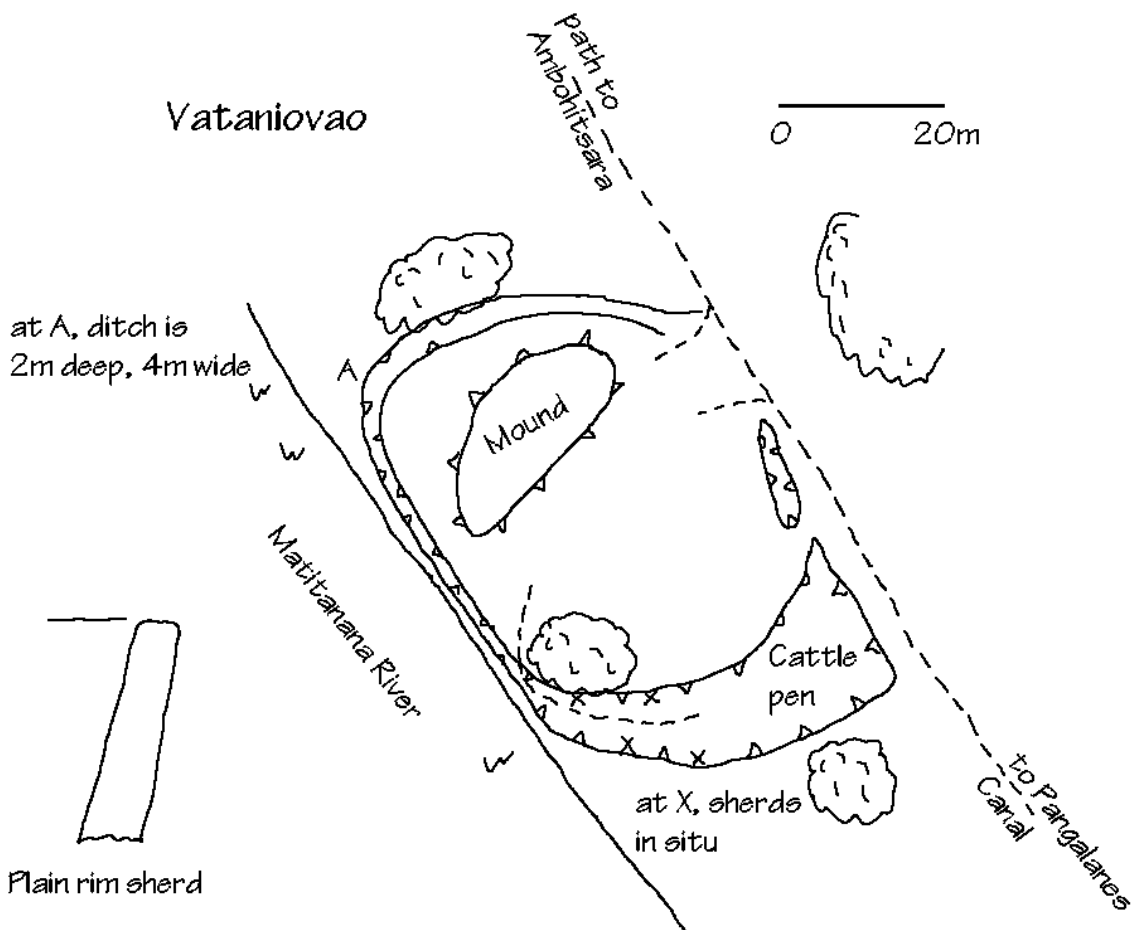 path to
Ambohitsara
Vataniovao
0 20m
at A, ditch is
2m deep, 4m wide
A
Mound
Matitanana River
Cattle
pen
X X
X X
at X, sherds
in situ
to Pangalanes
Canal
Plain rim sherd